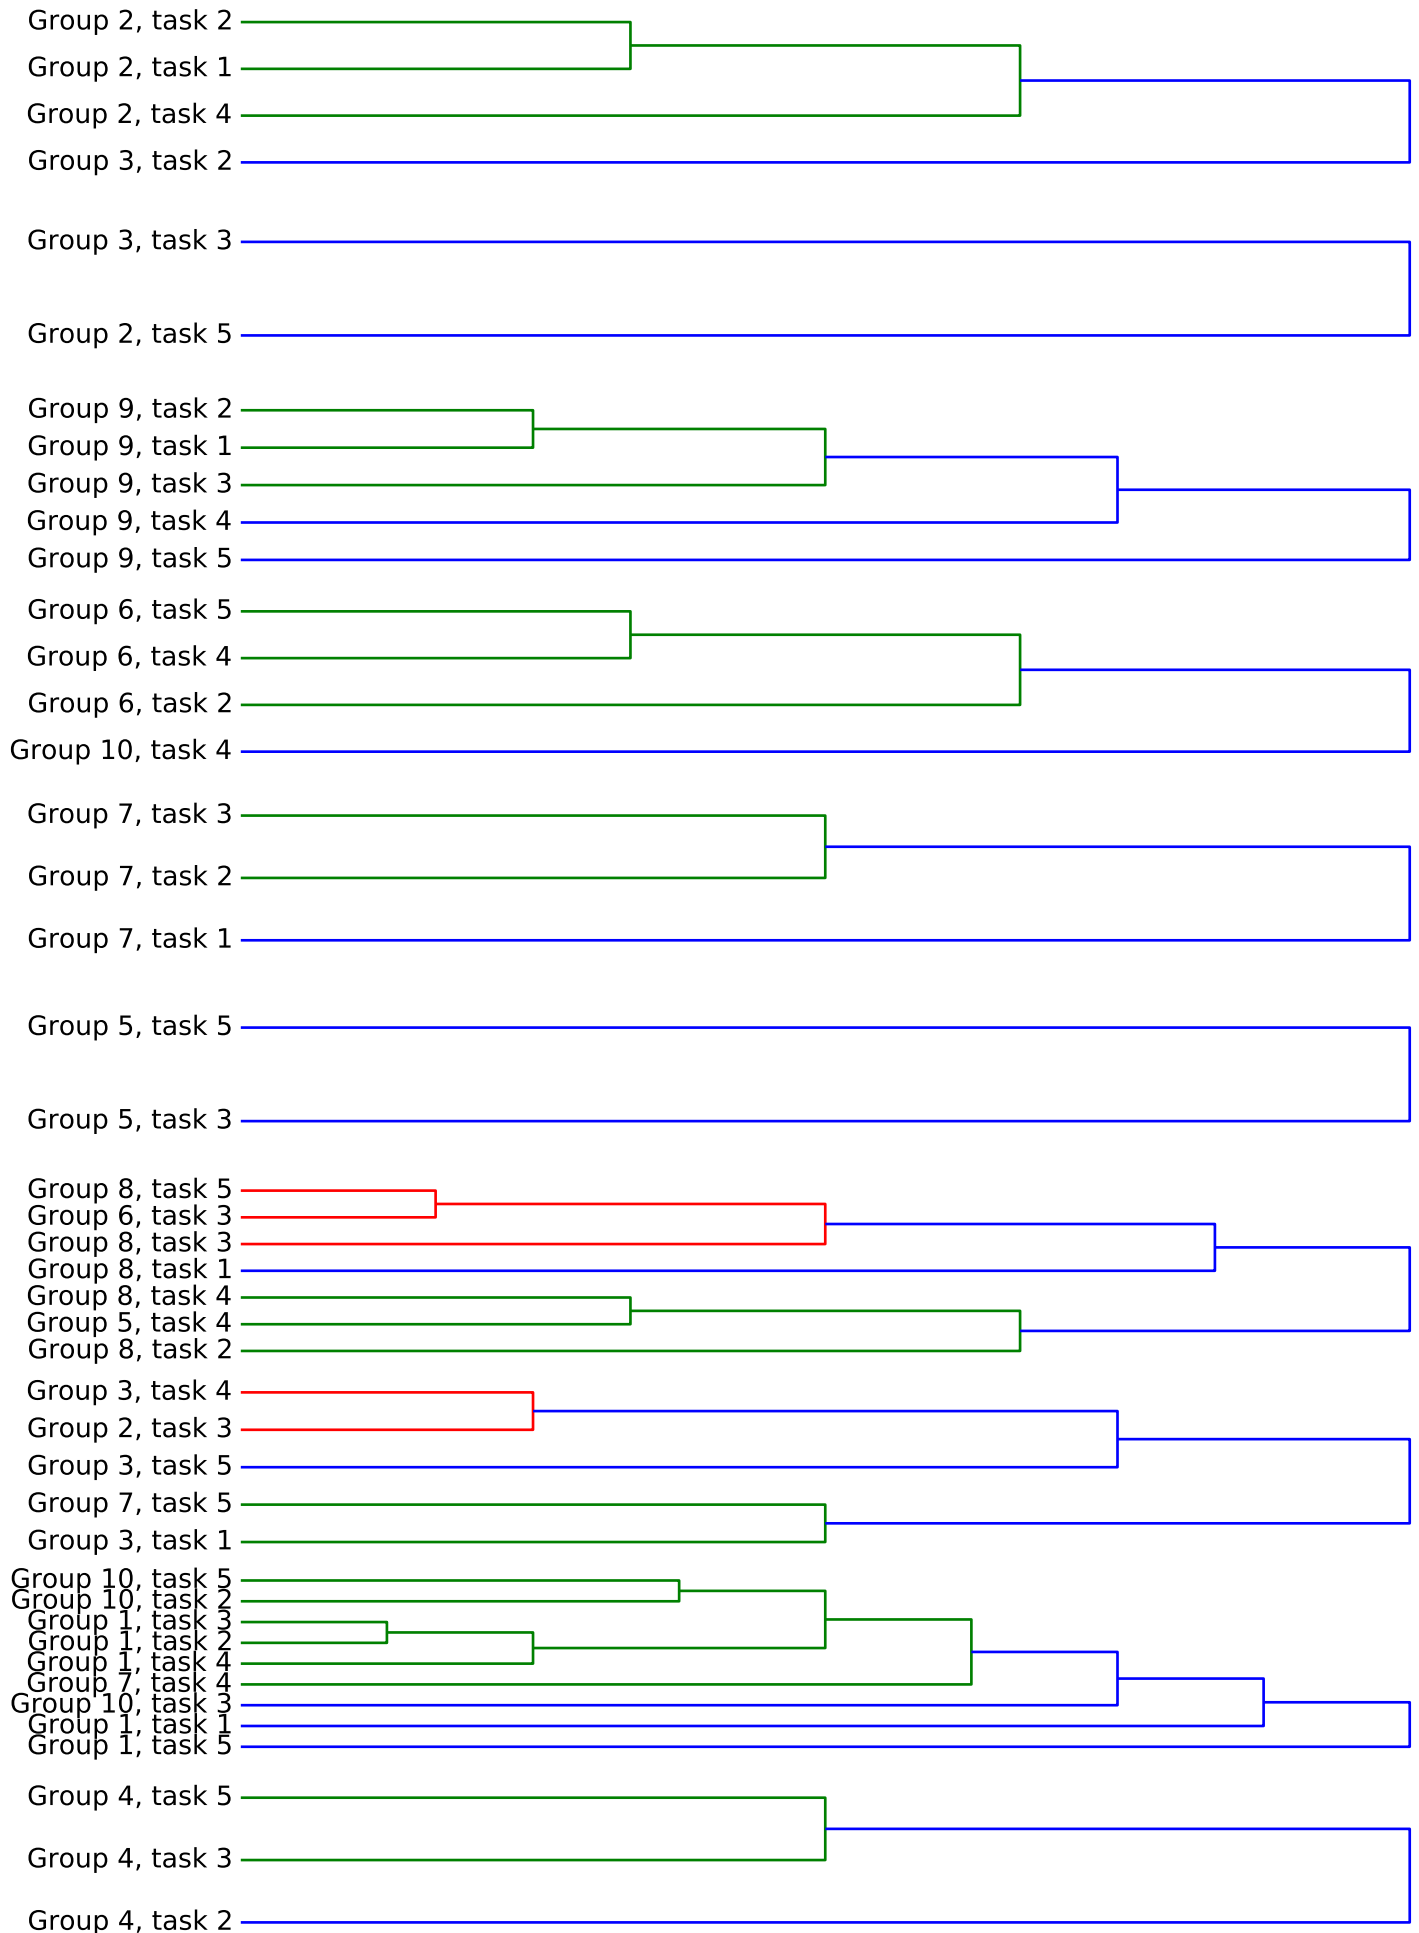 Group 2, task 2
Group 2, task 1
Group 2, task 4
Group 3, task 2
Group 3, task 3
Group 2, task 5
Group 9, task 2
Group 9, task 1
Group 9, task 3
Group 9, task 4
Group 9, task 5
Group 6, task 5
Group 6, task 4
Group 6, task 2
Group 10, task 4
Group 7, task 3
Group 7, task 2
Group 7, task 1
Group 5, task 5
Group 5, task 3
Group 8, task 5
Group 6, task 3
Group 8, task 3
Group 8, task 1
Group 8, task 4
Group 5, task 4
Group 8, task 2
Group 3, task 4
Group 2, task 3
Group 3, task 5
Group 7, task 5
Group 3, task 1
Group 10, task 5
Group 10, task 2
Group 1, task 3
Group 1, task 2
Group 1, task 4
Group 7, task 4
Group 10, task 3
Group 1, task 1
Group 1, task 5
Group 4, task 5
Group 4, task 3
Group 4, task 2